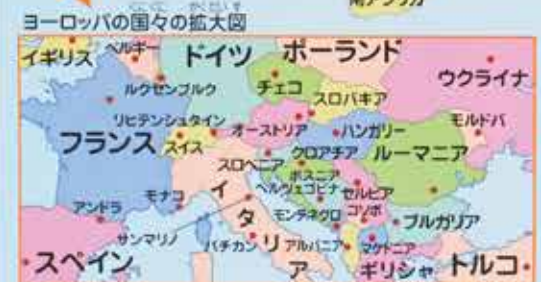 南アフリカ
ヨーロッパの国々の拡大図
イギリス
ベルギー
ドイツ
ポーランド
ウクライナ
ルクセンブルク
チェコ
スロバキア
リヒテンシュタイン
オーストリア
ハンガリー
モルドバ
フランス
スイス
スロベニア
クロアチア
ルーマニア
ボスニア
ヘルツェゴビナ
セルビア
モナコ
イタリア
アンドラ
モンテネグロ
コソボ
ブルガリア
サンマリノ
バチカン
アルバニア
マケドニア
スペイン
ギリシャ
トルコ